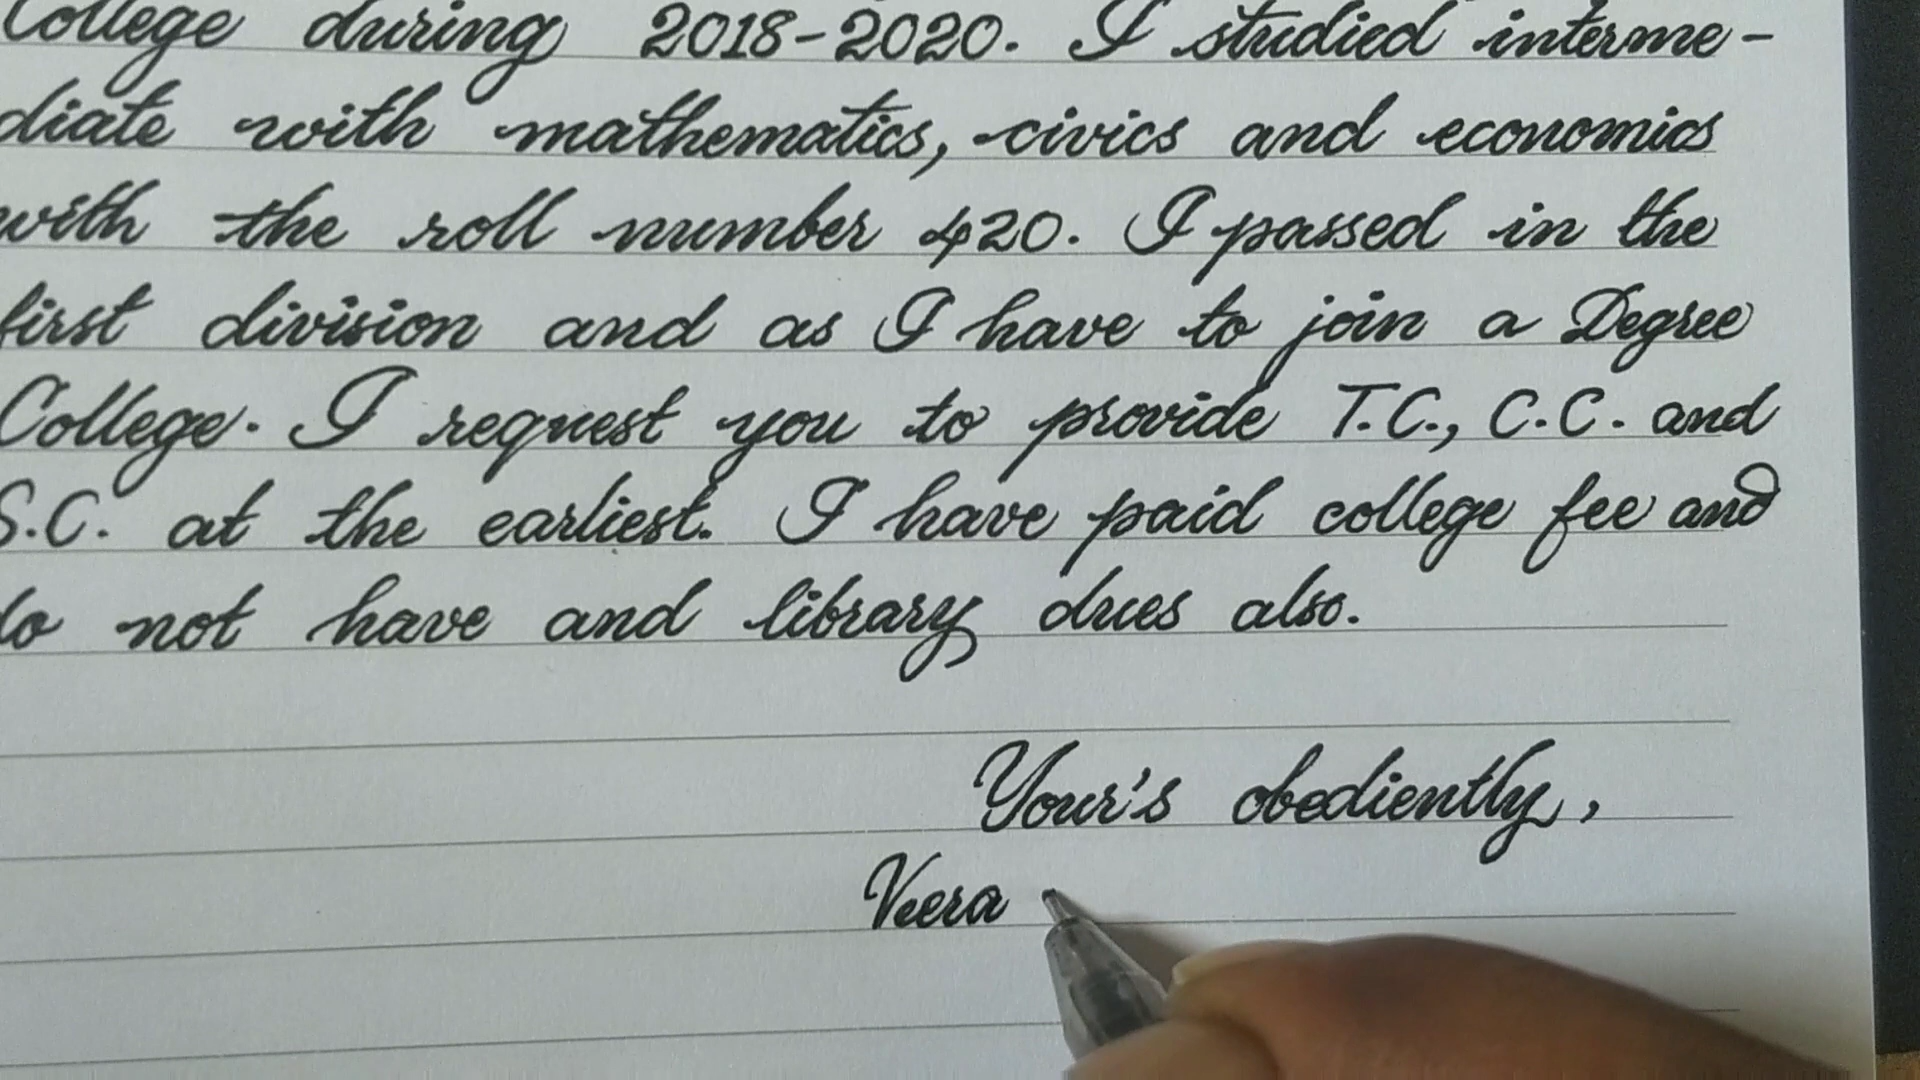 College during 2018-2020. I studied interme-
diate with mathematics, civics and economics
with the roll number 420. I passed in the
first division and as I have to join a Degree
College. I request you to provide T.C., C.C. and
S.C. at the earliest. I have paid college fee and
do not have and library dues also.
Your's obediently,
Veera